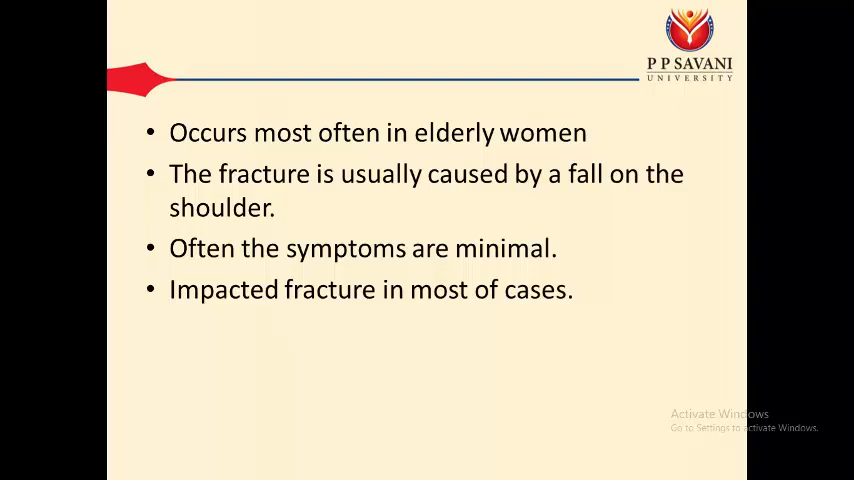 P P SAVANI
UNIVERSITY
• Occurs most often in elderly women
• The fracture is usually caused by a fall on the
shoulder.
• Often the symptoms are minimal.
• Impacted fracture in most of cases.
Activate Windows
Go to Settings to activate Windows.